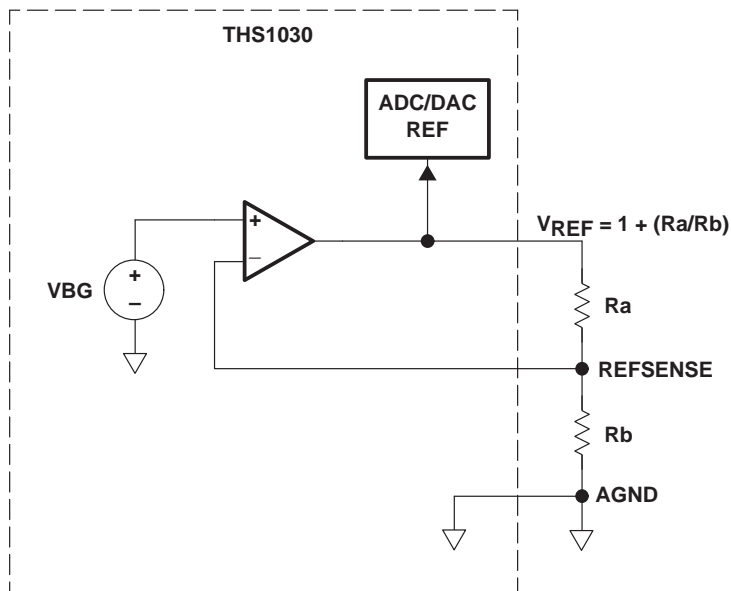 THS1030
ADC/DAC
REF
+
−
VREF = 1 + (Ra/Rb)
+
−
VBG
Ra
REFSENSE
Rb
AGND